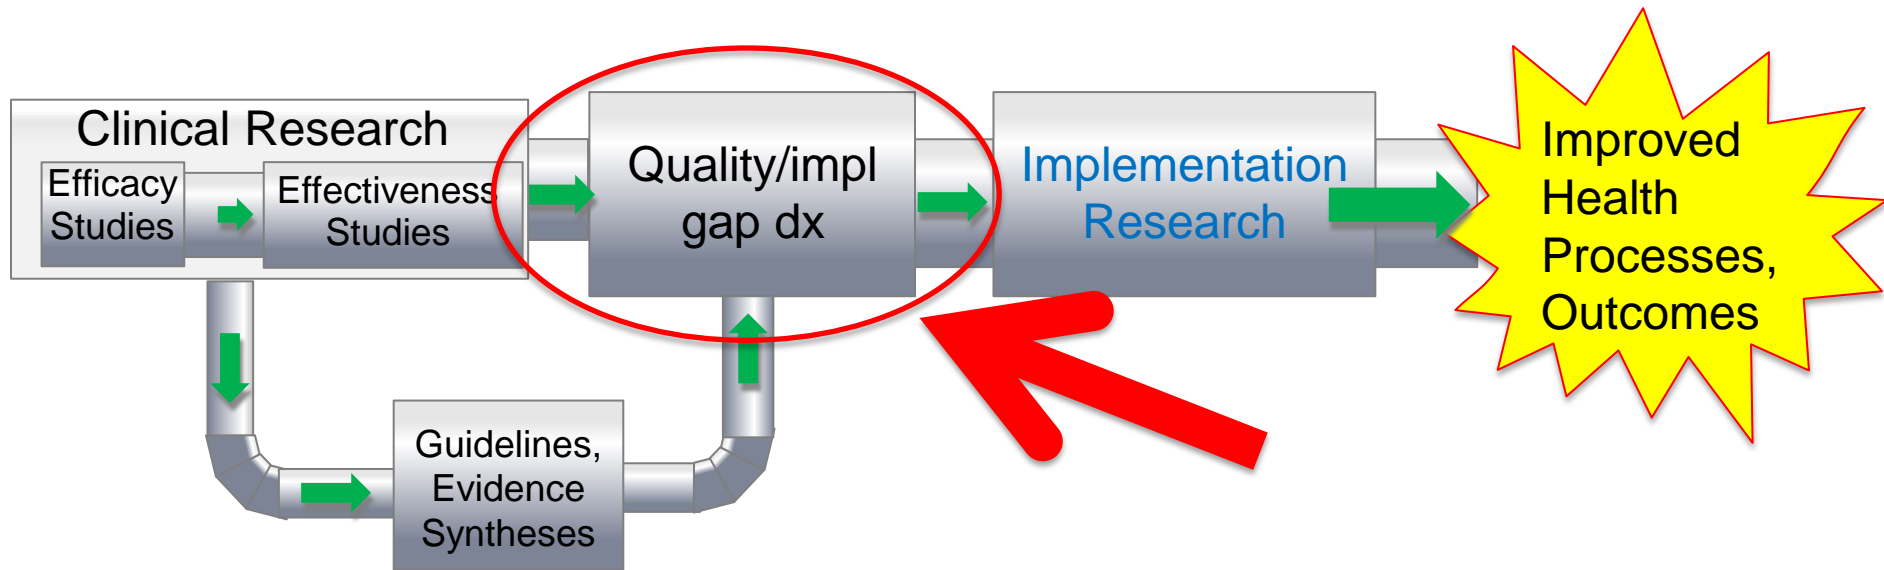 Clinical Research
Efficacy
Studies
Effectiveness
Studies
Quality/impl
gap dx
Implementation
Research
Improved
Health
Processes,
Outcomes
Guidelines,
Evidence
Syntheses